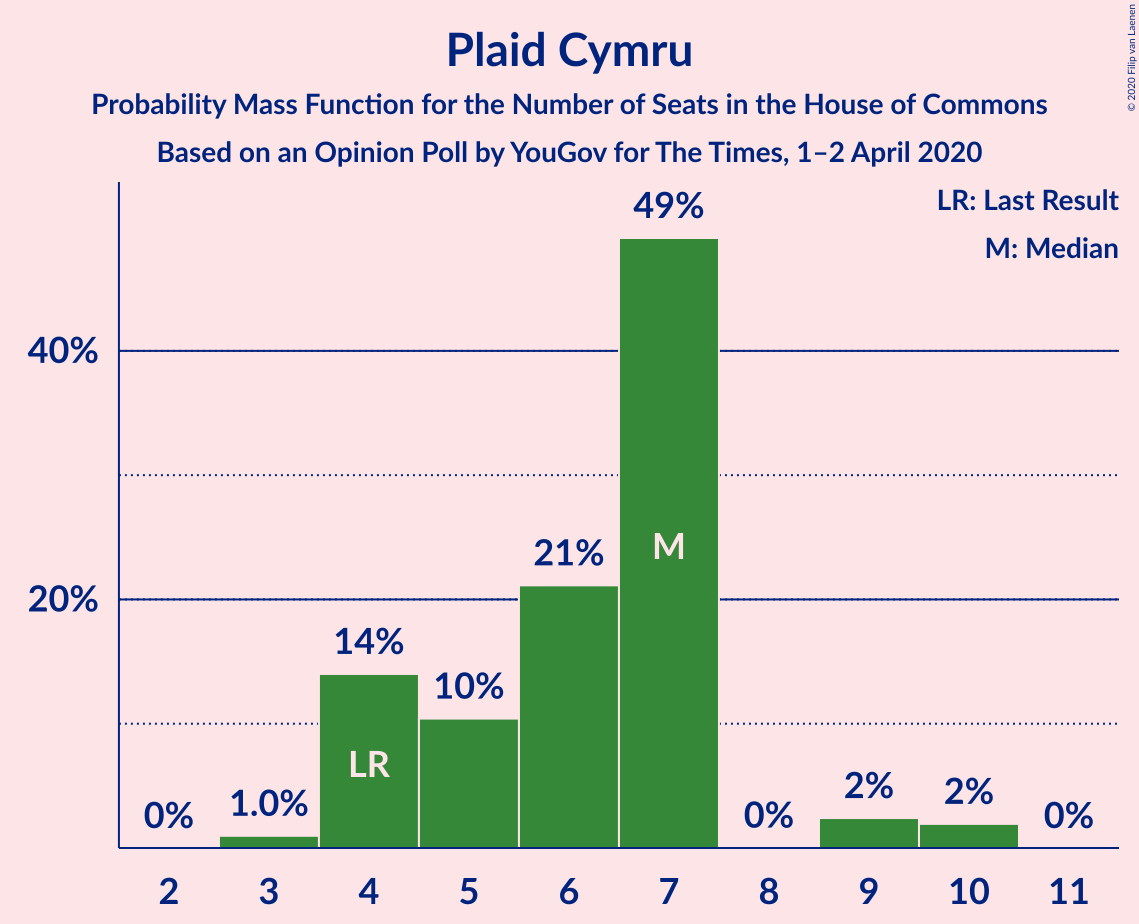 Plaid Cymru
Probability Mass Function for the Number of Seats in the House of Commons
Based on an Opinion Poll by YouGov for The Times, 1–2 April 2020
© 2020 Filip van Laenen
LR: Last Result
M: Median
40%
20%
0%
1.0%
14%
10%
21%
49%
0%
2%
2%
0%
LR
M
2
3
4
5
6
7
8
9
10
11